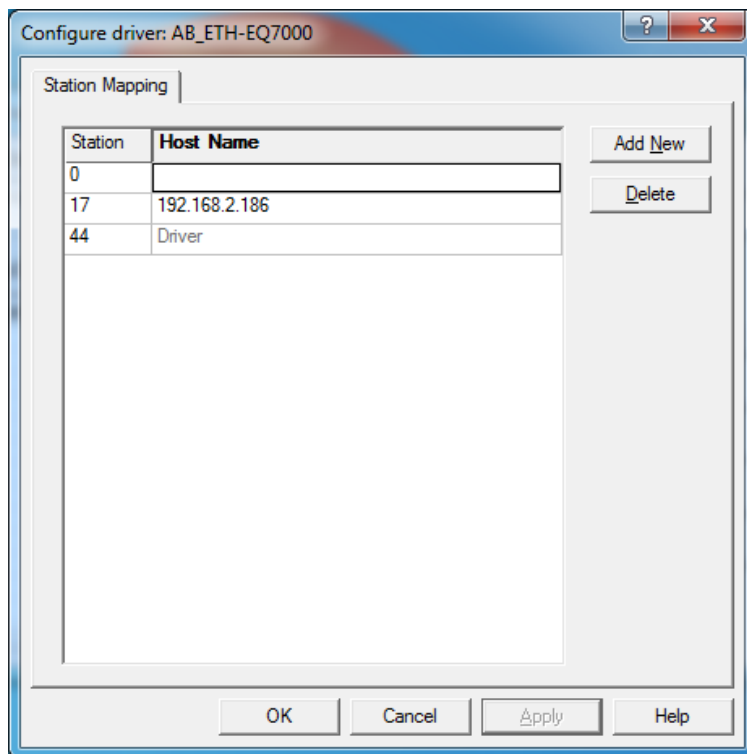 Configure driver: AB_ETH-EQ7000
Station Mapping
Station Host Name Add New
0
17 192.168.2.186 Delete
44 Driver
OK Cancel Apply Help